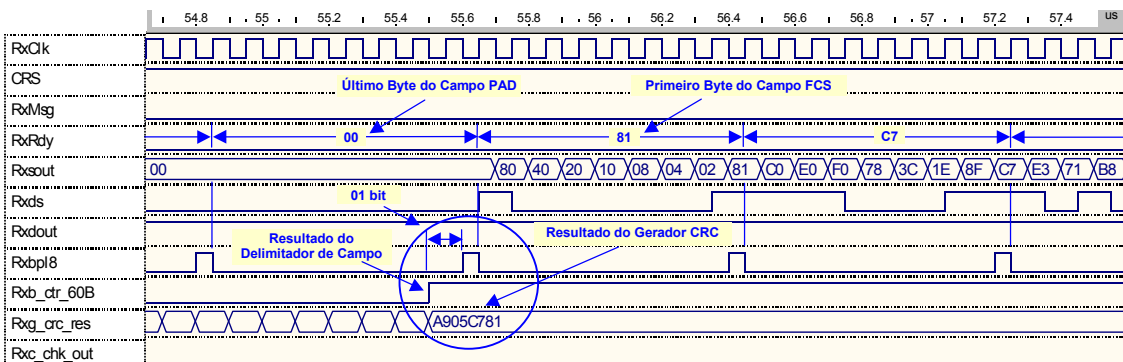 54.8 55 55.2 55.4 55.6 55.8 56 56.2 56.4 56.6 56.8 57 57.2 57.4 us
RxClk
CRS
Último Byte do Campo PAD Primeiro Byte do Campo FCS
RxMsg
RxRdy 00 81 C7
Rxsout 00 80 40 20 10 08 04 02 81 C0 E0 F0 78 3C 1E 8F C7 E3 71 B8
Rxds 01 bit
Rxdout
Resultado do Delimitador de Campo
Resultado do Gerador CRC
Rxbpl8
Rxb_ctr_60B
Rxg_crc_res A905C781
Rxc_chk_out